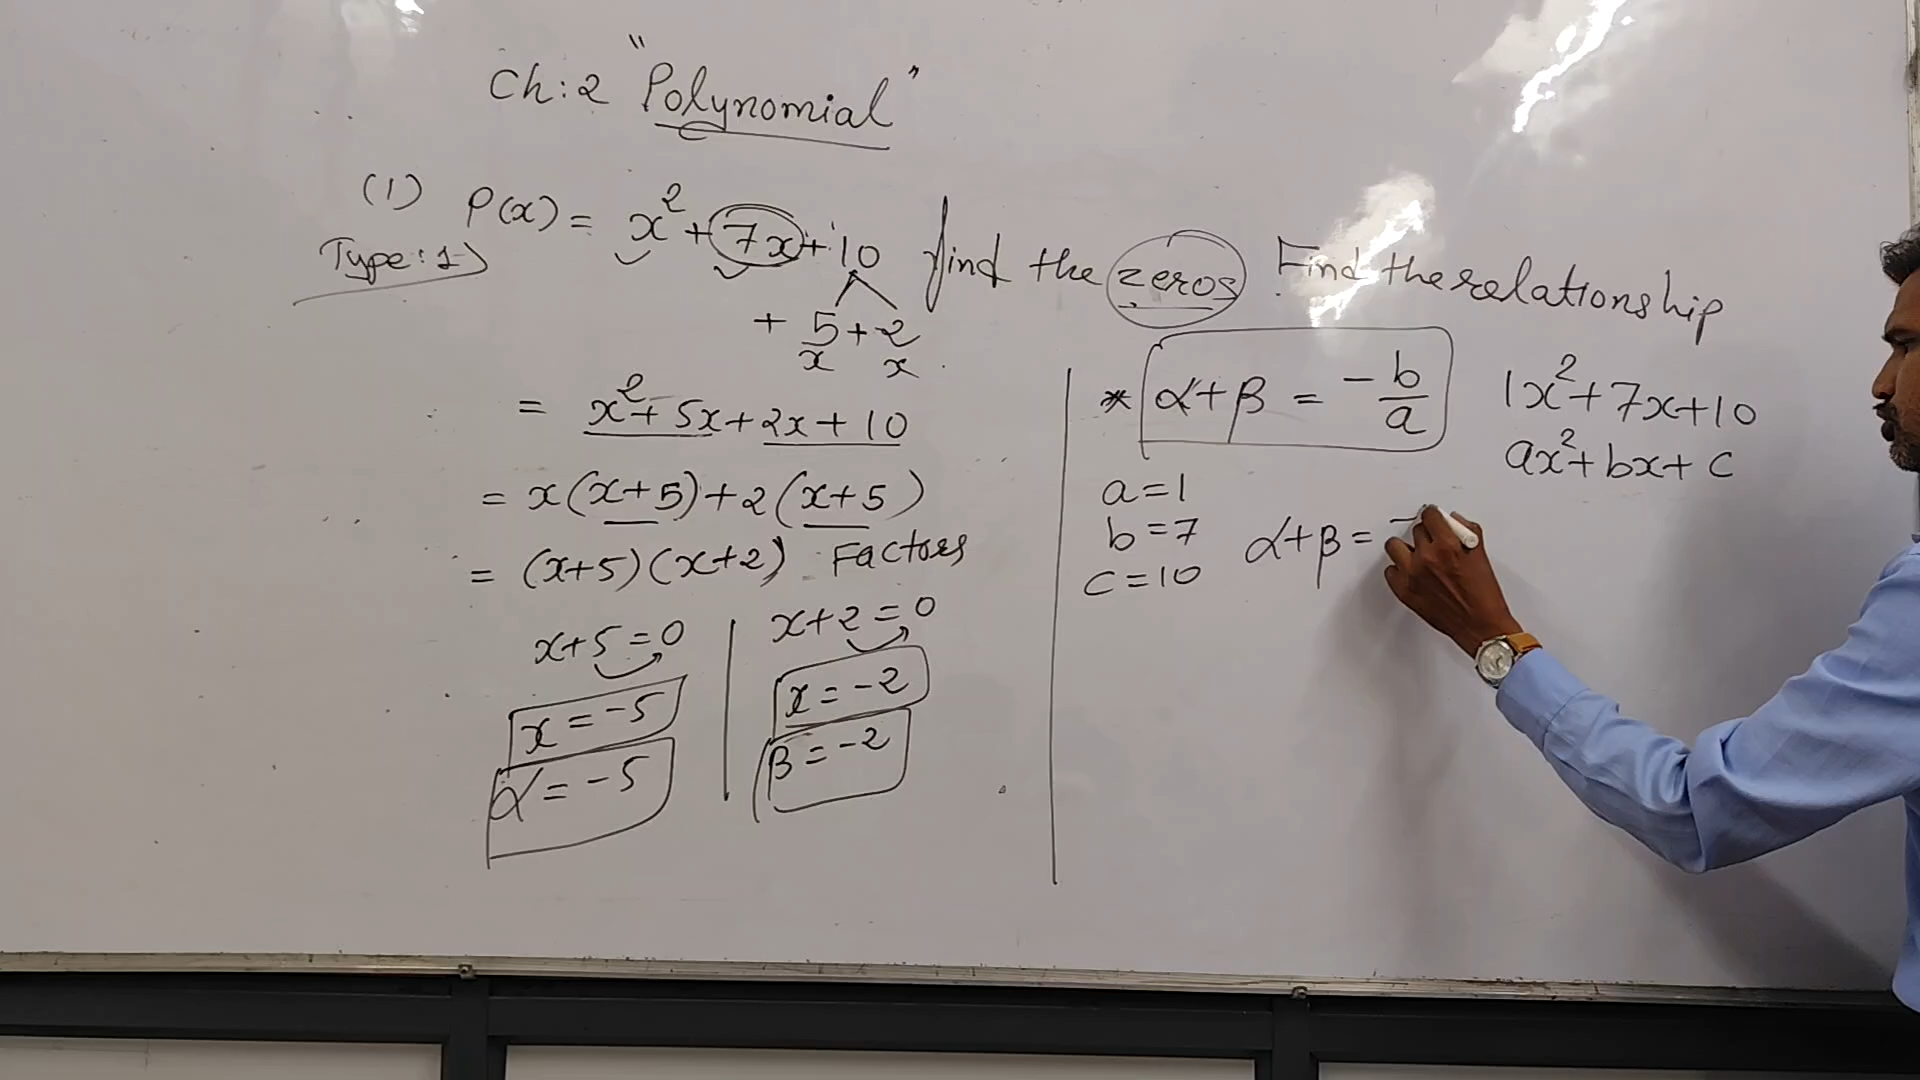 Ch:2 "Polynomial"
(1) P(x) = x² + 7x + 10 find the zeros. Find the relationship
Type:1)
+ 5 + 2
x x
= x² + 5x + 2x + 10
= x(x+5) + 2(x+5)
= (x+5)(x+2) Factors
x+5=0
x=-5
α=-5
x+2=0
x=-2
β=-2
* α+β = -b/a
1x²+7x+10
ax²+bx+c
a=1
b=7
c=10
α+β = -